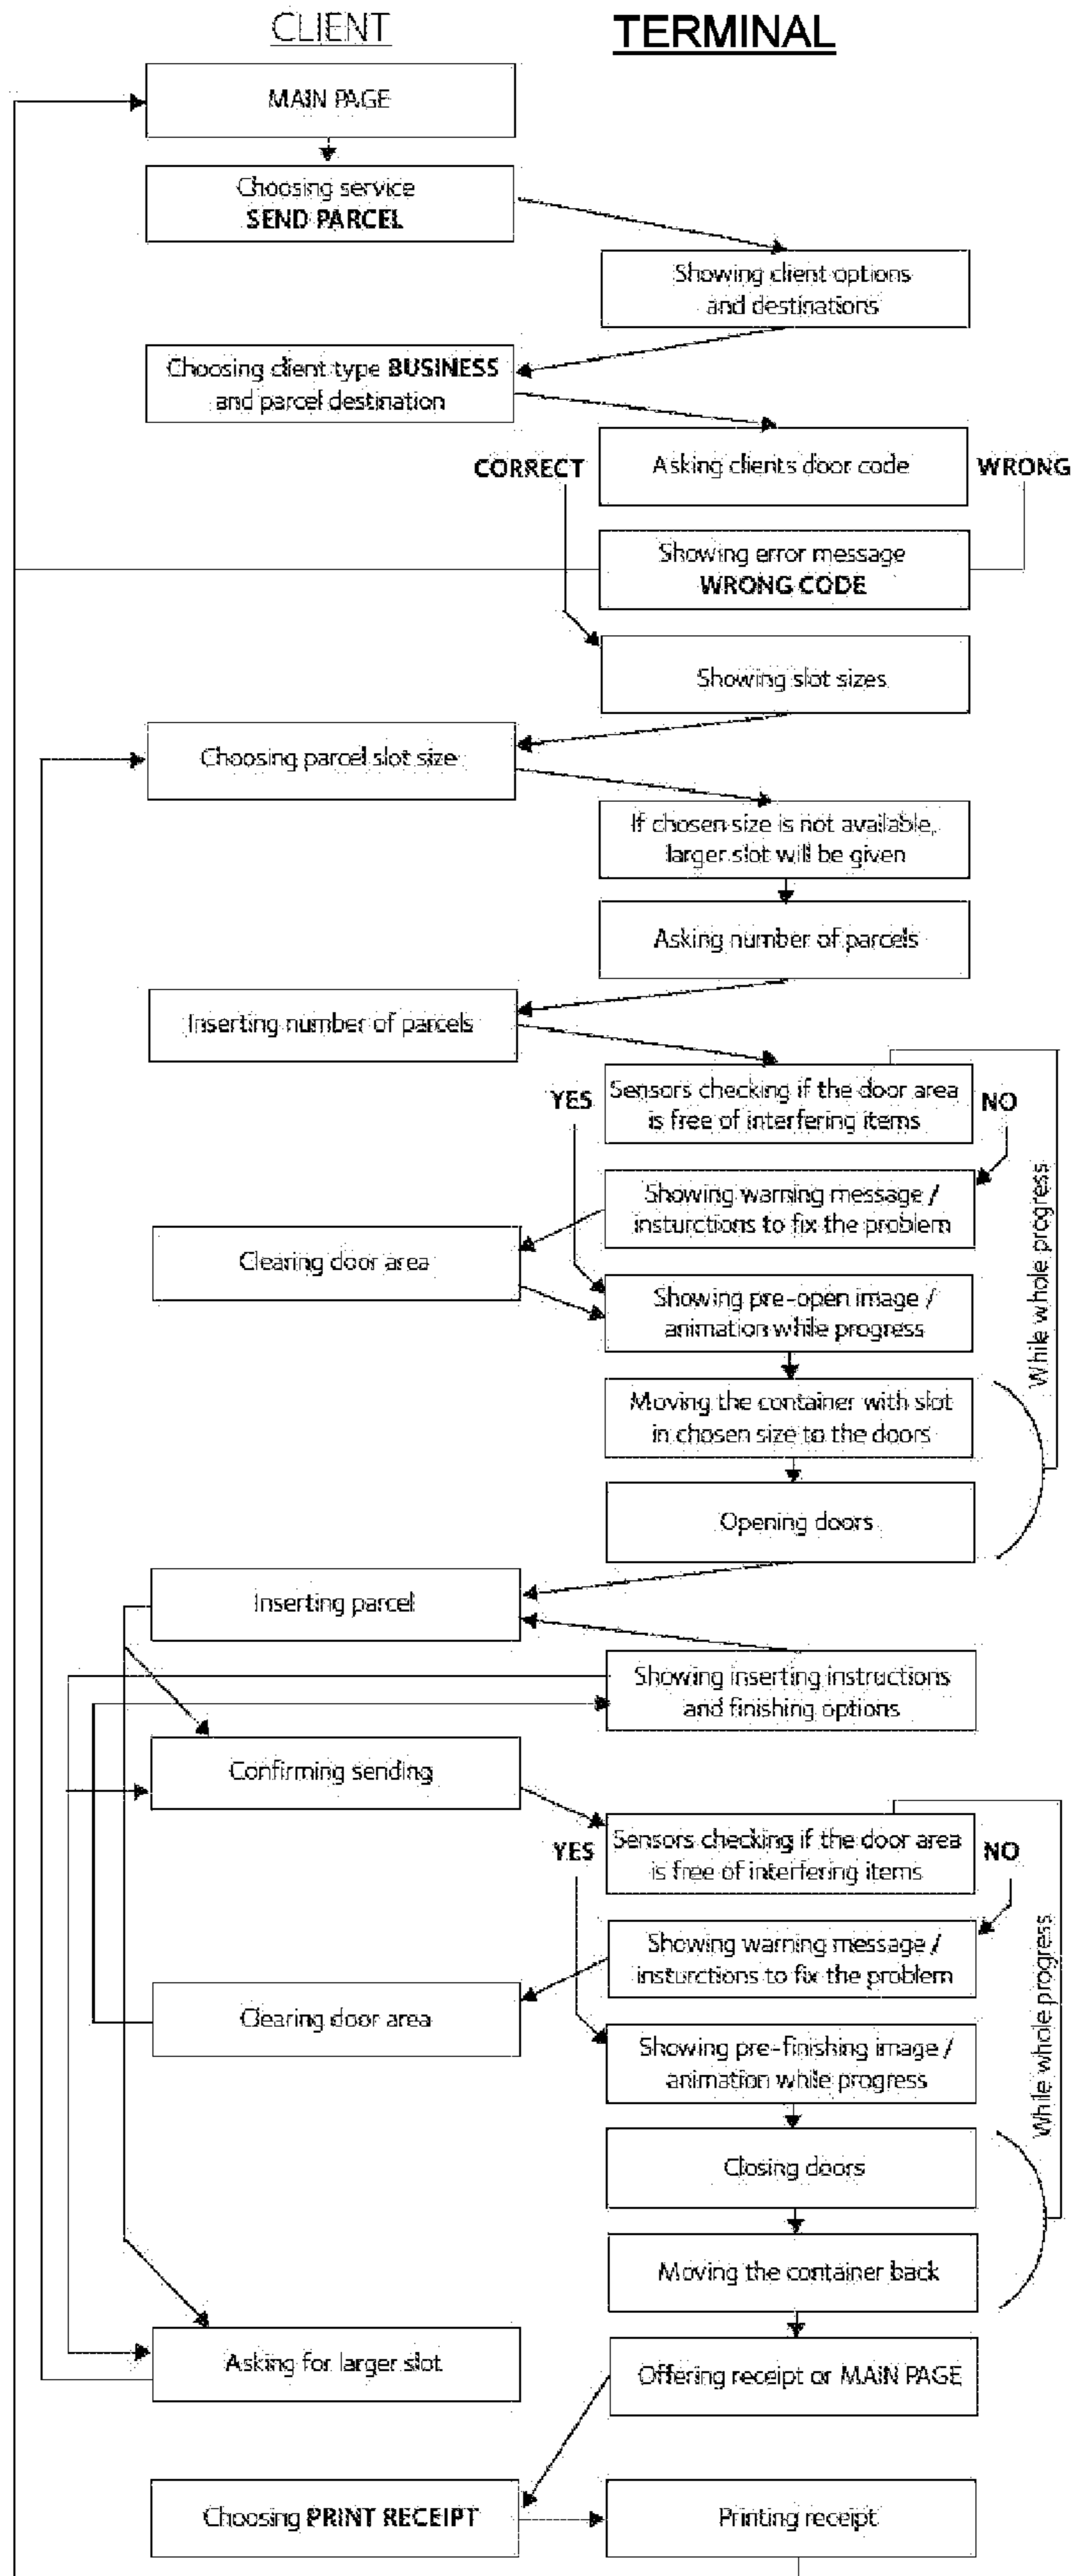 CLIENT
TERMINAL
MAIN PAGE
Choosing service
SEND PARCEL
Showing client options
and destinations
Choosing client type BUSINESS
and parcel destination
CORRECT
Asking clients door code
WRONG
Showing error message
WRONG CODE
Showing slot sizes
Choosing parcel slot size
If chosen size is not available,
larger slot will be given
Asking number of parcels
Inserting number of parcels
YES
Sensors checking if the door area
is free of interfering items
NO
Showing warning message /
insturctions to fix the problem
Clearing door area
Showing pre-open image /
animation while progress
While whole progress
Moving the container with slot
in chosen size to the doors
Opening doors
Inserting parcel
Showing inserting instructions
and finishing options
Confirming sending
YES
Sensors checking if the door area
is free of interfering items
NO
Showing warning message /
insturctions to fix the problem
Clearing door area
Showing pre-finishing image /
animation while progress
While whole progress
Closing doors
Moving the container back
Asking for larger slot
Offering receipt or MAIN PAGE
Choosing PRINT RECEIPT
Printing receipt